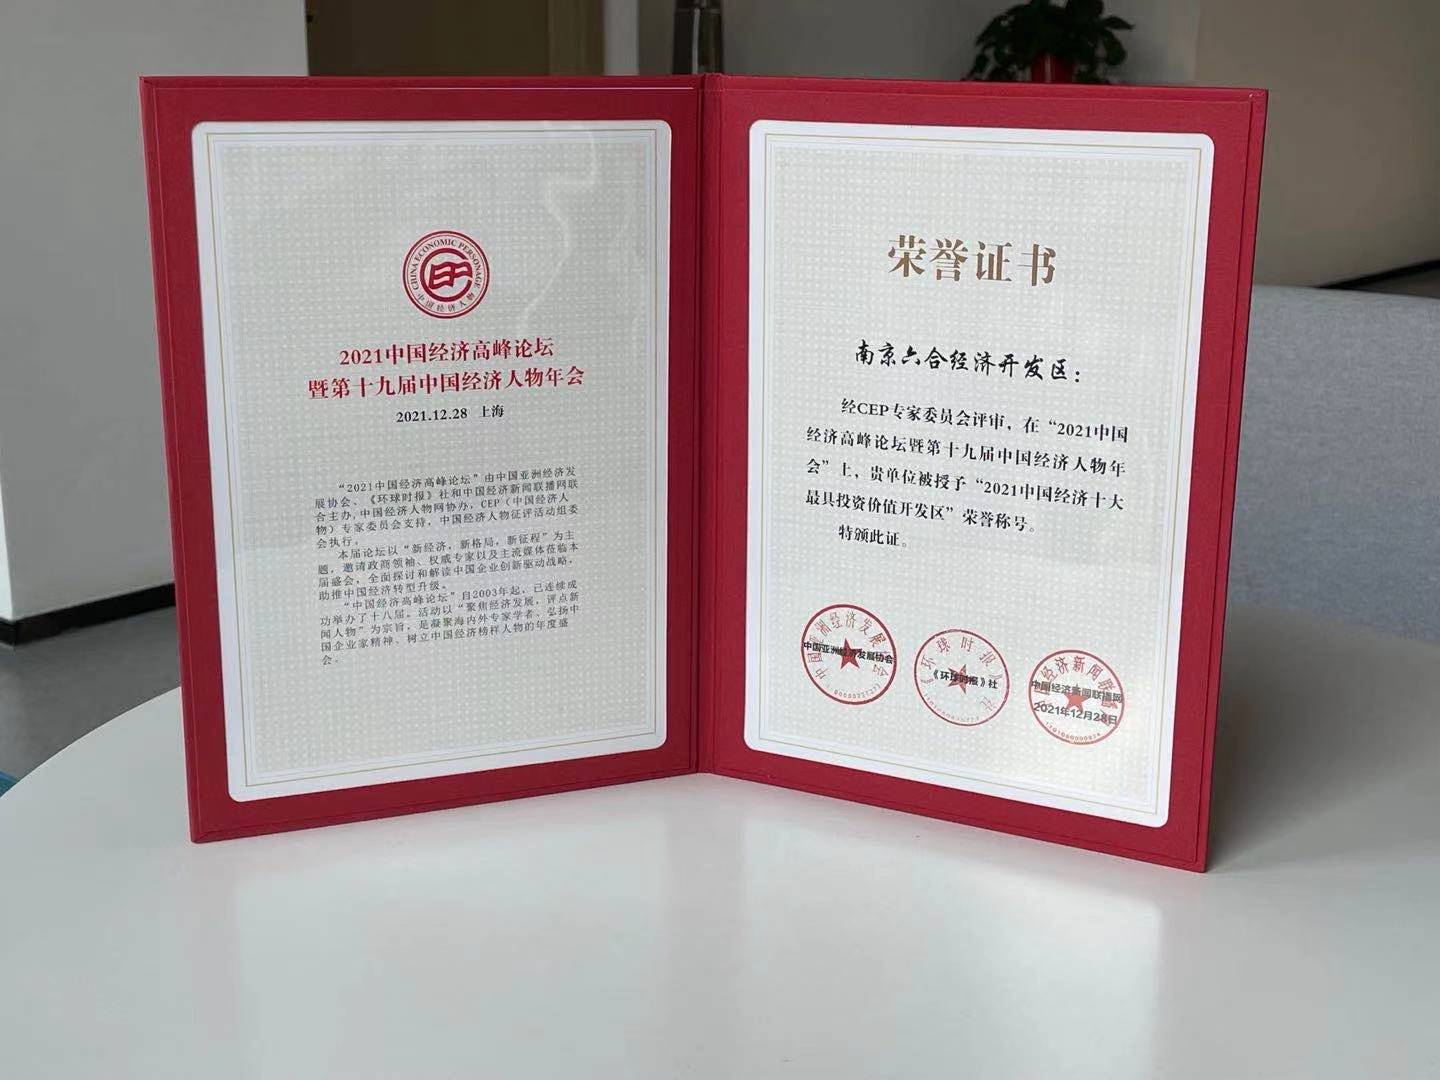 CHINA ECONOMIC PERSONAGE
中国经济人物
2021中国经济高峰论坛
暨第十九届中国经济人物年会
2021.12.28 上海
“2021中国经济高峰论坛”由中国亚洲经济发
展协会、《环球时报》社和中国经济新闻联播网联
合主办,中国经济人物网协办，CEP（中国经济人
物）专家委员会支持，中国经济人物征评活动组委
会执行。
本届论坛以“新经济，新格局，新征程”为主
题，邀请政商领袖、权威专家以及主流媒体莅临本
届盛会，全面探讨和解读中国企业创新驱动战略，
助推中国经济转型升级。
“中国经济高峰论坛”自2003年起，已连续成
功举办了十八届。活动以“聚焦经济发展，评点新
闻人物”为宗旨，是凝聚海内外专家学者、弘扬中
国企业家精神、树立中国经济榜样人物的年度盛
会。
荣誉证书
南京六合经济开发区：
经CEP专家委员会评审，在“2021中国
经济高峰论坛暨第十九届中国经济人物年
会”上，贵单位被授予“2021中国经济十大
最具投资价值开发区”荣誉称号。
特颁此证。
中国亚洲经济发展协会
中国亚洲经济发展协会
《环球时报》社
《环球时报》社
中国经济新闻联播网
2021年12月28日